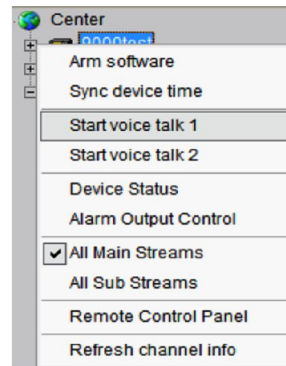 Center
9000test
Arm software
Sync device time
Start voice talk 1
Start voice talk 2
Device Status
Alarm Output Control
All Main Streams
All Sub Streams
Remote Control Panel
Refresh channel info